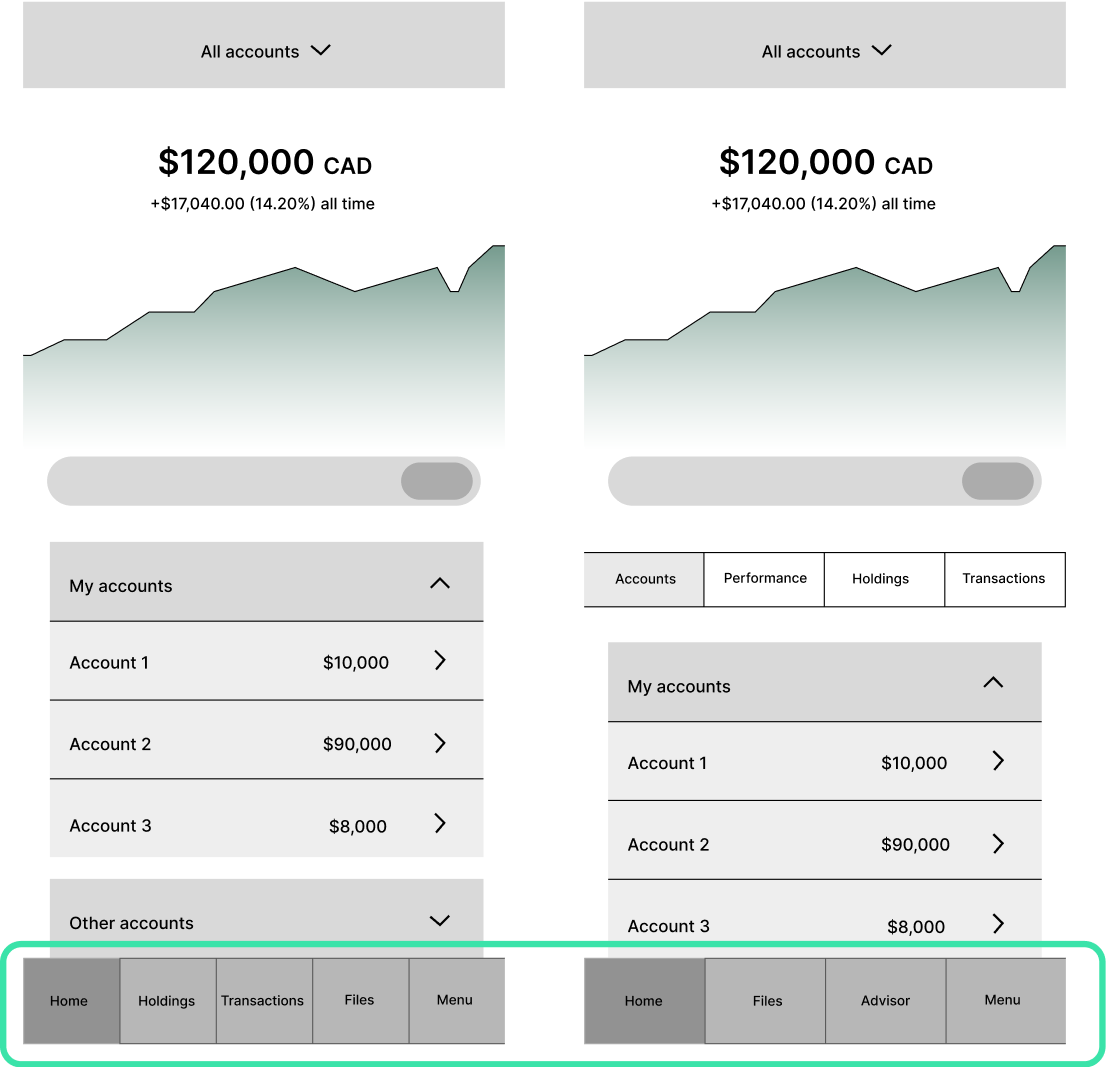 All accounts
$120,000 CAD
+$17,040.00 (14.20%) all time
My accounts
Account 1 $10,000
Account 2 $90,000
Account 3 $8,000
Other accounts
Home Holdings Transactions Files Menu
All accounts
$120,000 CAD
+$17,040.00 (14.20%) all time
Accounts Performance Holdings Transactions
My accounts
Account 1 $10,000
Account 2 $90,000
Account 3 $8,000
Home Files Advisor Menu